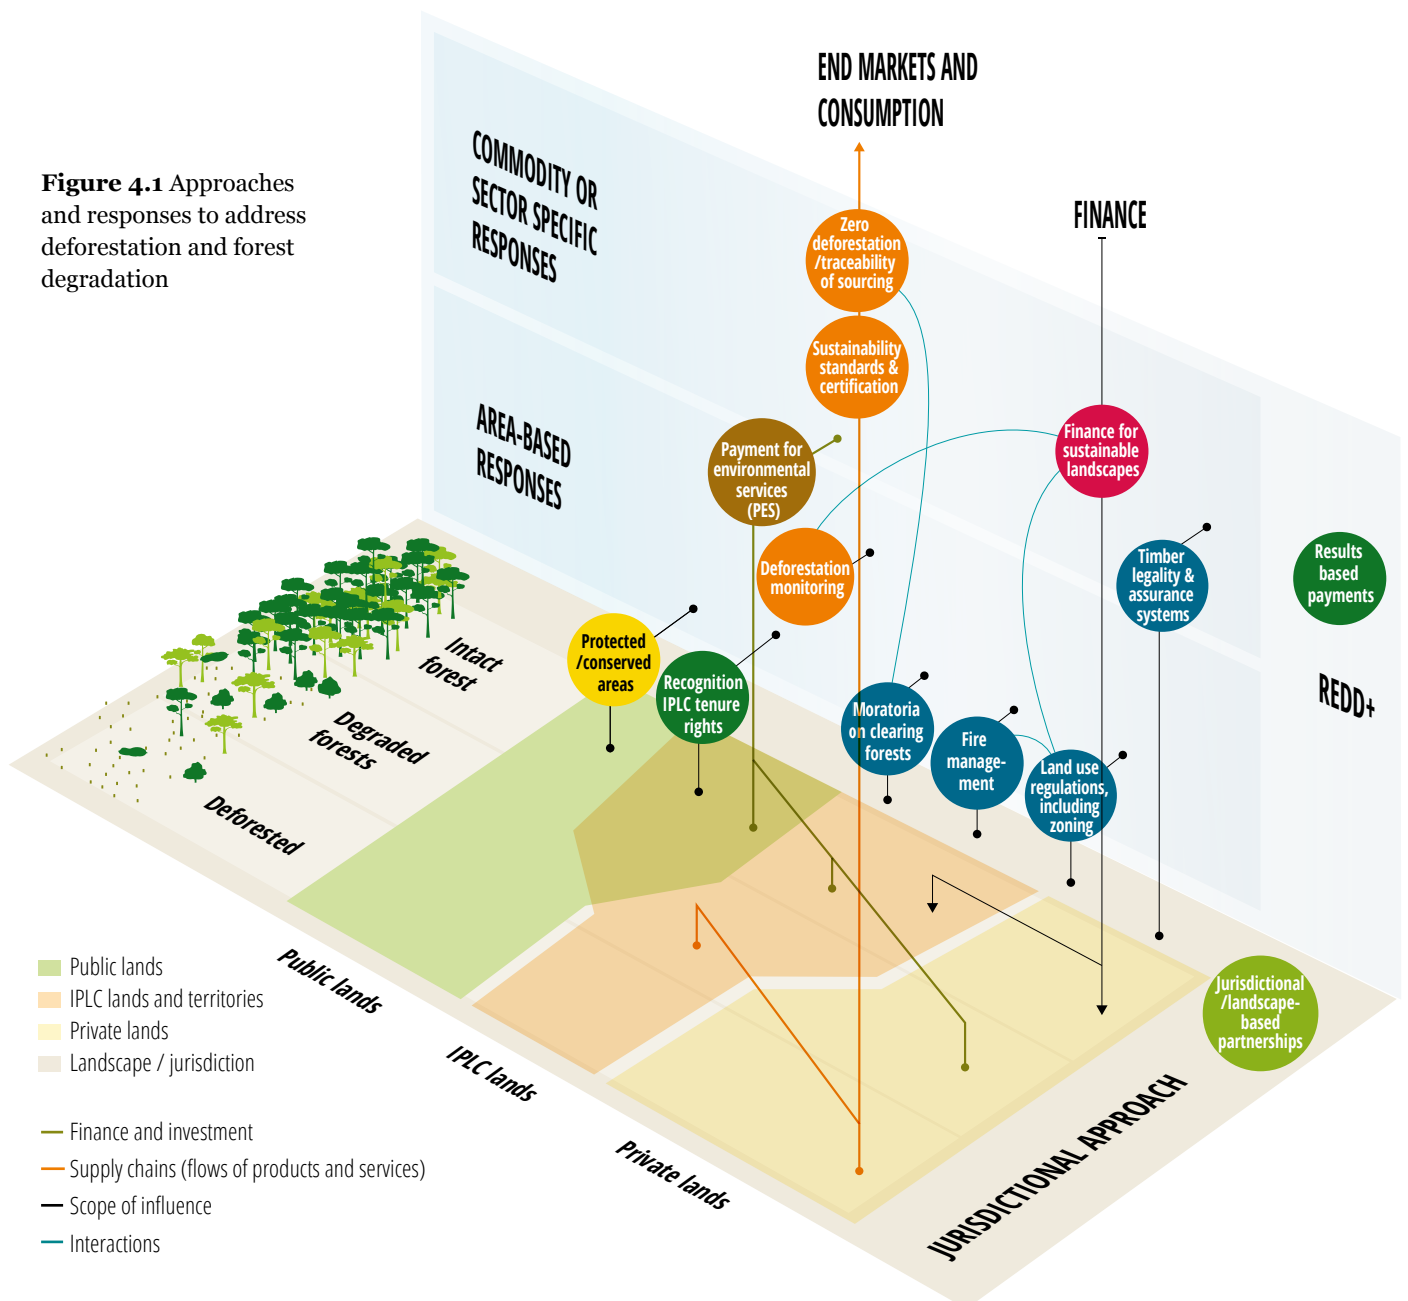 Figure 4.1 Approaches
and responses to address
deforestation and forest
degradation
END MARKETS AND
CONSUMPTION
FINANCE
COMMODITY OR
SECTOR SPECIFIC
RESPONSES
AREA-BASED
RESPONSES
Zero
deforestation
/traceability
of sourcing
Sustainability
standards &
certification
Payment for
environmental
services
(PES)
Finance for
sustainable
landscapes
Deforestation
monitoring
Timber
legality &
assurance
systems
Results
based
payments
REDD+
Protected
/conserved
areas
Recognition
IPLC tenure
rights
Moratoria
on clearing
forests
Fire
manage-
ment
Land use
regulations,
including
zoning
Intact
forest
Degraded
forests
Deforested
Public lands
IPLC lands
Private lands
Jurisdictional
/landscape-
based
partnerships
JURISDICTIONAL APPROACH
Public lands
IPLC lands and territories
Private lands
Landscape / jurisdiction
Finance and investment
Supply chains (flows of products and services)
Scope of influence
Interactions